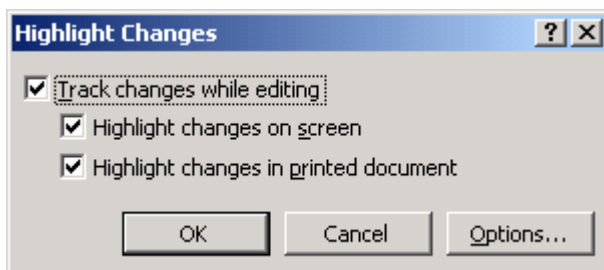 Highlight Changes
Track changes while editing
Highlight changes on screen
Highlight changes in printed document
OK Cancel Options...